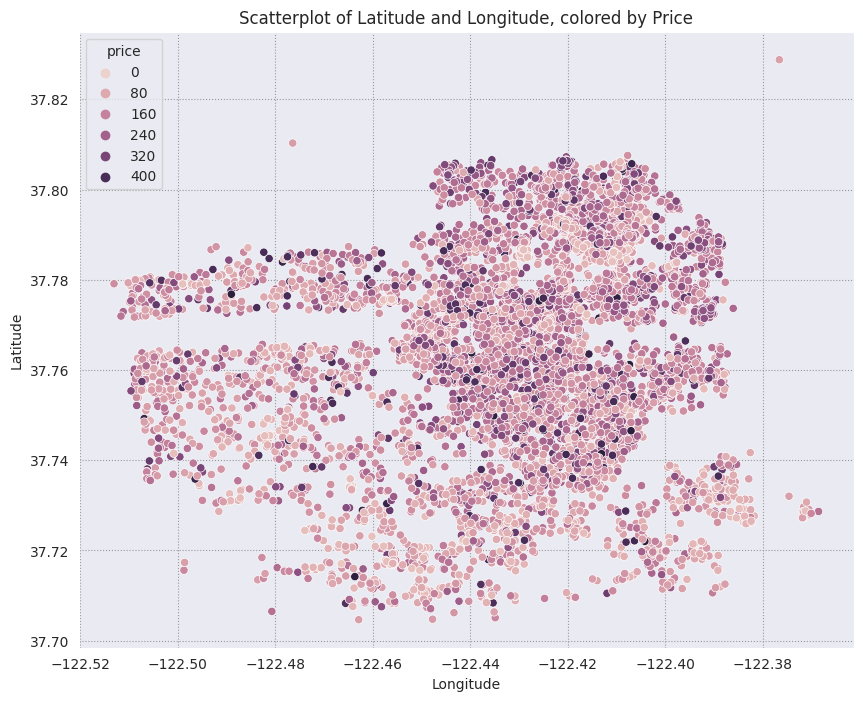 Scatterplot of Latitude and Longitude, colored by Price
price
0
80
160
240
320
400
37.82
37.80
37.78
37.76
37.74
37.72
37.70
Latitude
−122.52 −122.50 −122.48 −122.46 −122.44 −122.42 −122.40 −122.38
Longitude